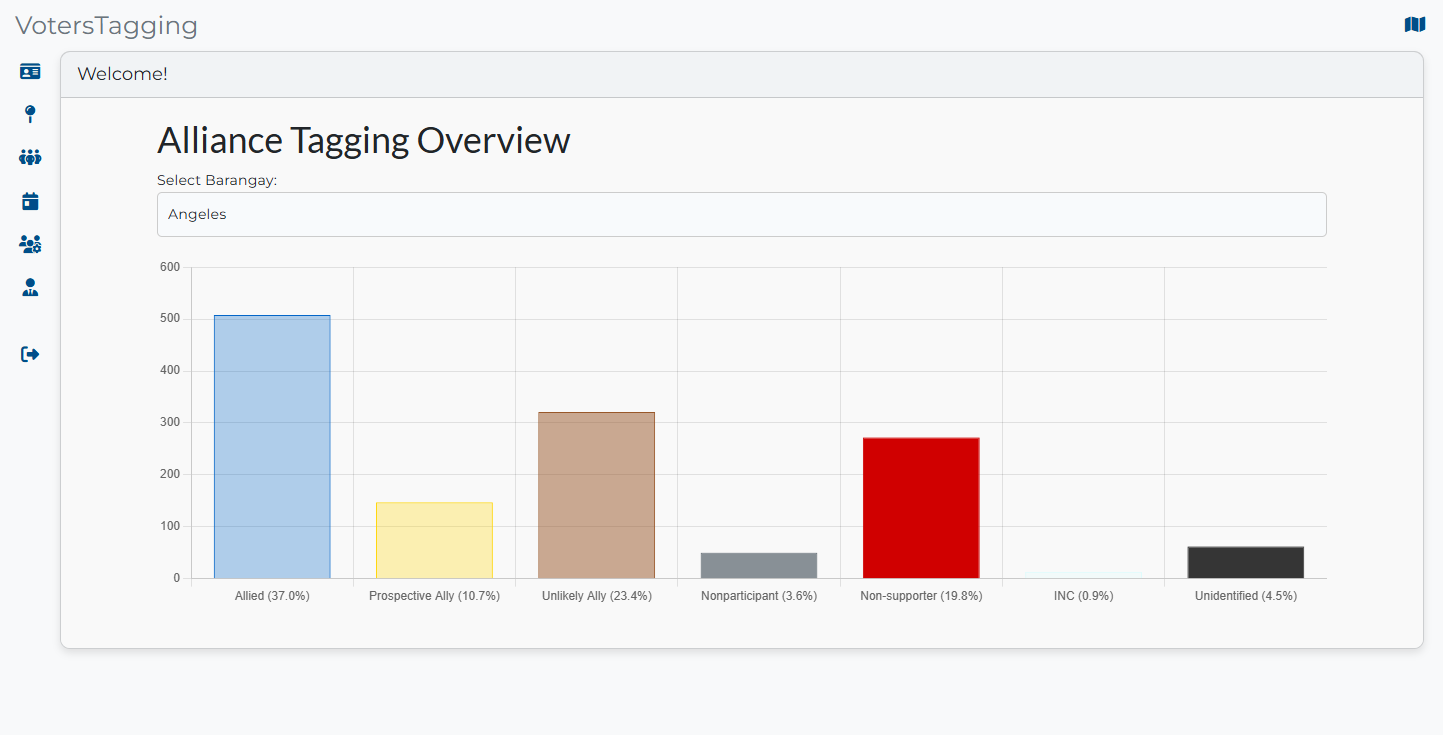 VotersTagging
Welcome!
Alliance Tagging Overview
Select Barangay:
Angeles
600
500
400
300
200
100
0
Allied (37.0%) Prospective Ally (10.7%) Unlikely Ally (23.4%) Nonparticipant (3.6%) Non-supporter (19.8%) INC (0.9%) Unidentified (4.5%)